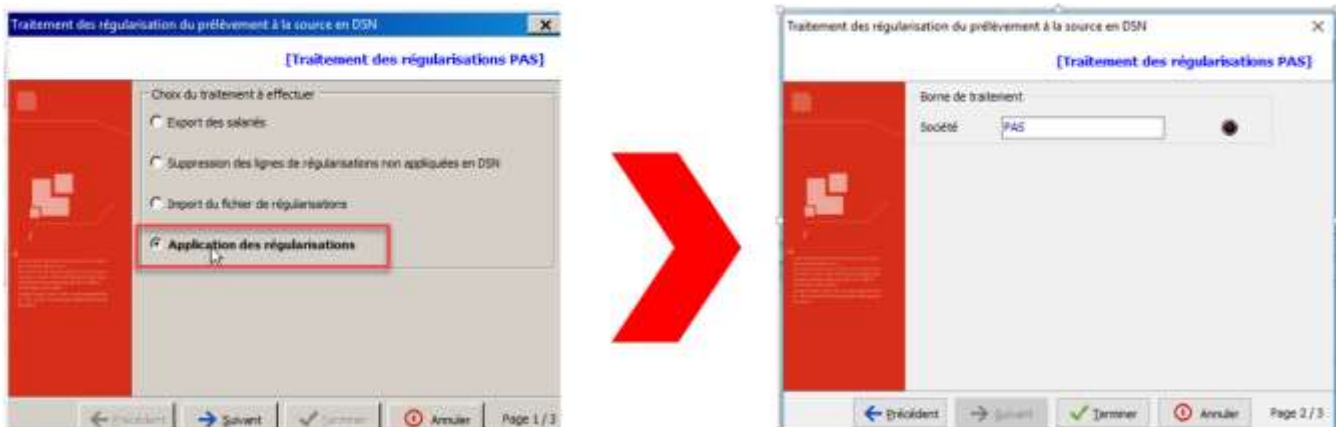 Traitement des régularisation du prélèvement à la source en DSN
[Traitement des régularisations PAS]
Choix du traitement à effectuer
Export des salariés
Suppression des lignes de régularisations non appliquées en DSN
Import du fichier de régularisations
Application des régularisations
Précédent
Suivant
Terminer
Annuler
Page 1 / 3
Traitement des régularisation du prélèvement à la source en DSN
[Traitement des régularisations PAS]
Borne de traitement
Société
PAS
Précédent
Suivant
Terminer
Annuler
Page 2 / 3